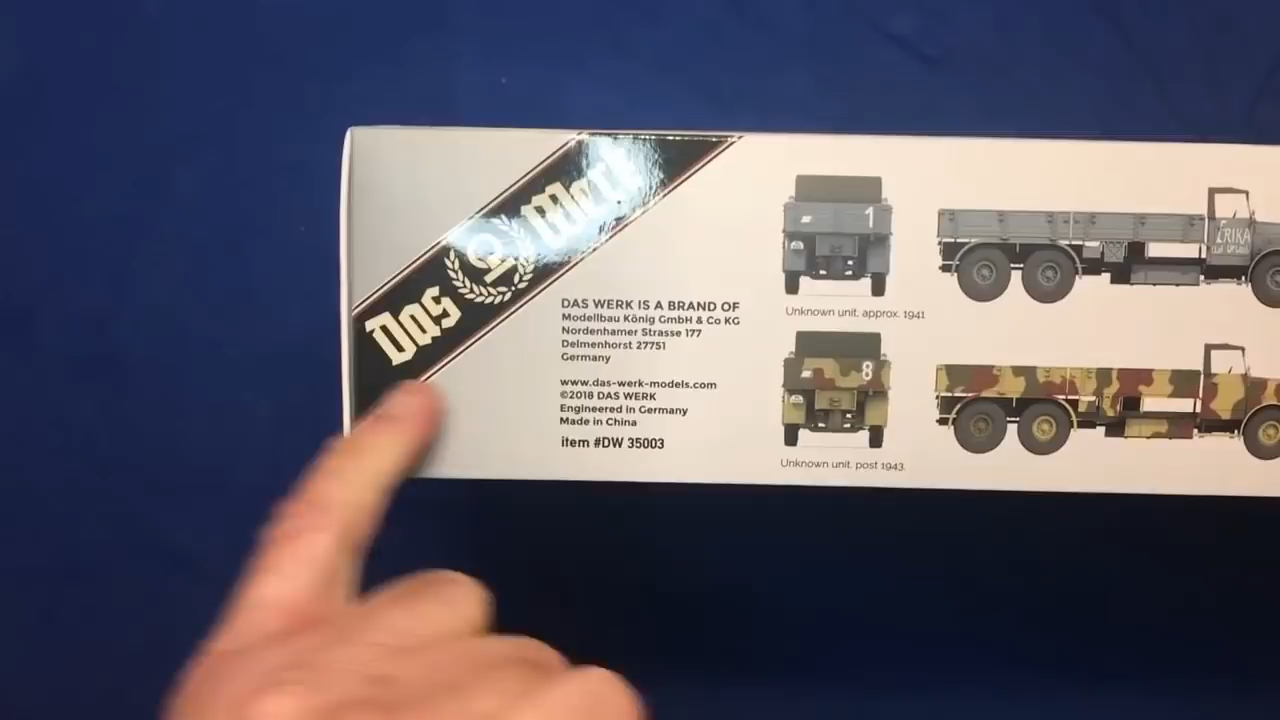 Das Werk
DAS WERK IS A BRAND OF
Modellbau König GmbH & Co KG
Nordenhamer Strasse 177
Delmenhorst 27751
Germany
www.das-werk-models.com
©2018 DAS WERK
Engineered in Germany
Made in China
item #DW 35003
1
ERIKA
Unknown unit, approx. 1941
8
Unknown unit, post 1943.